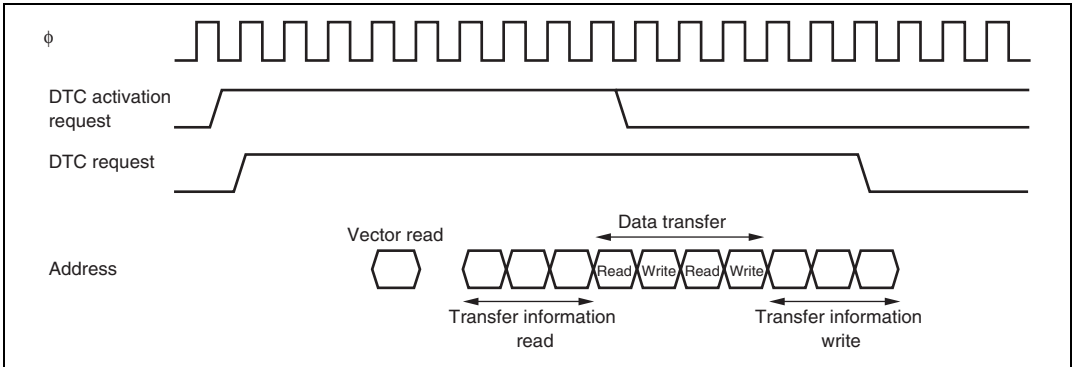 ϕ
DTC activation
request
DTC request
Data transfer
Vector read
Address
Read Write Read Write
Transfer information
read
Transfer information
write